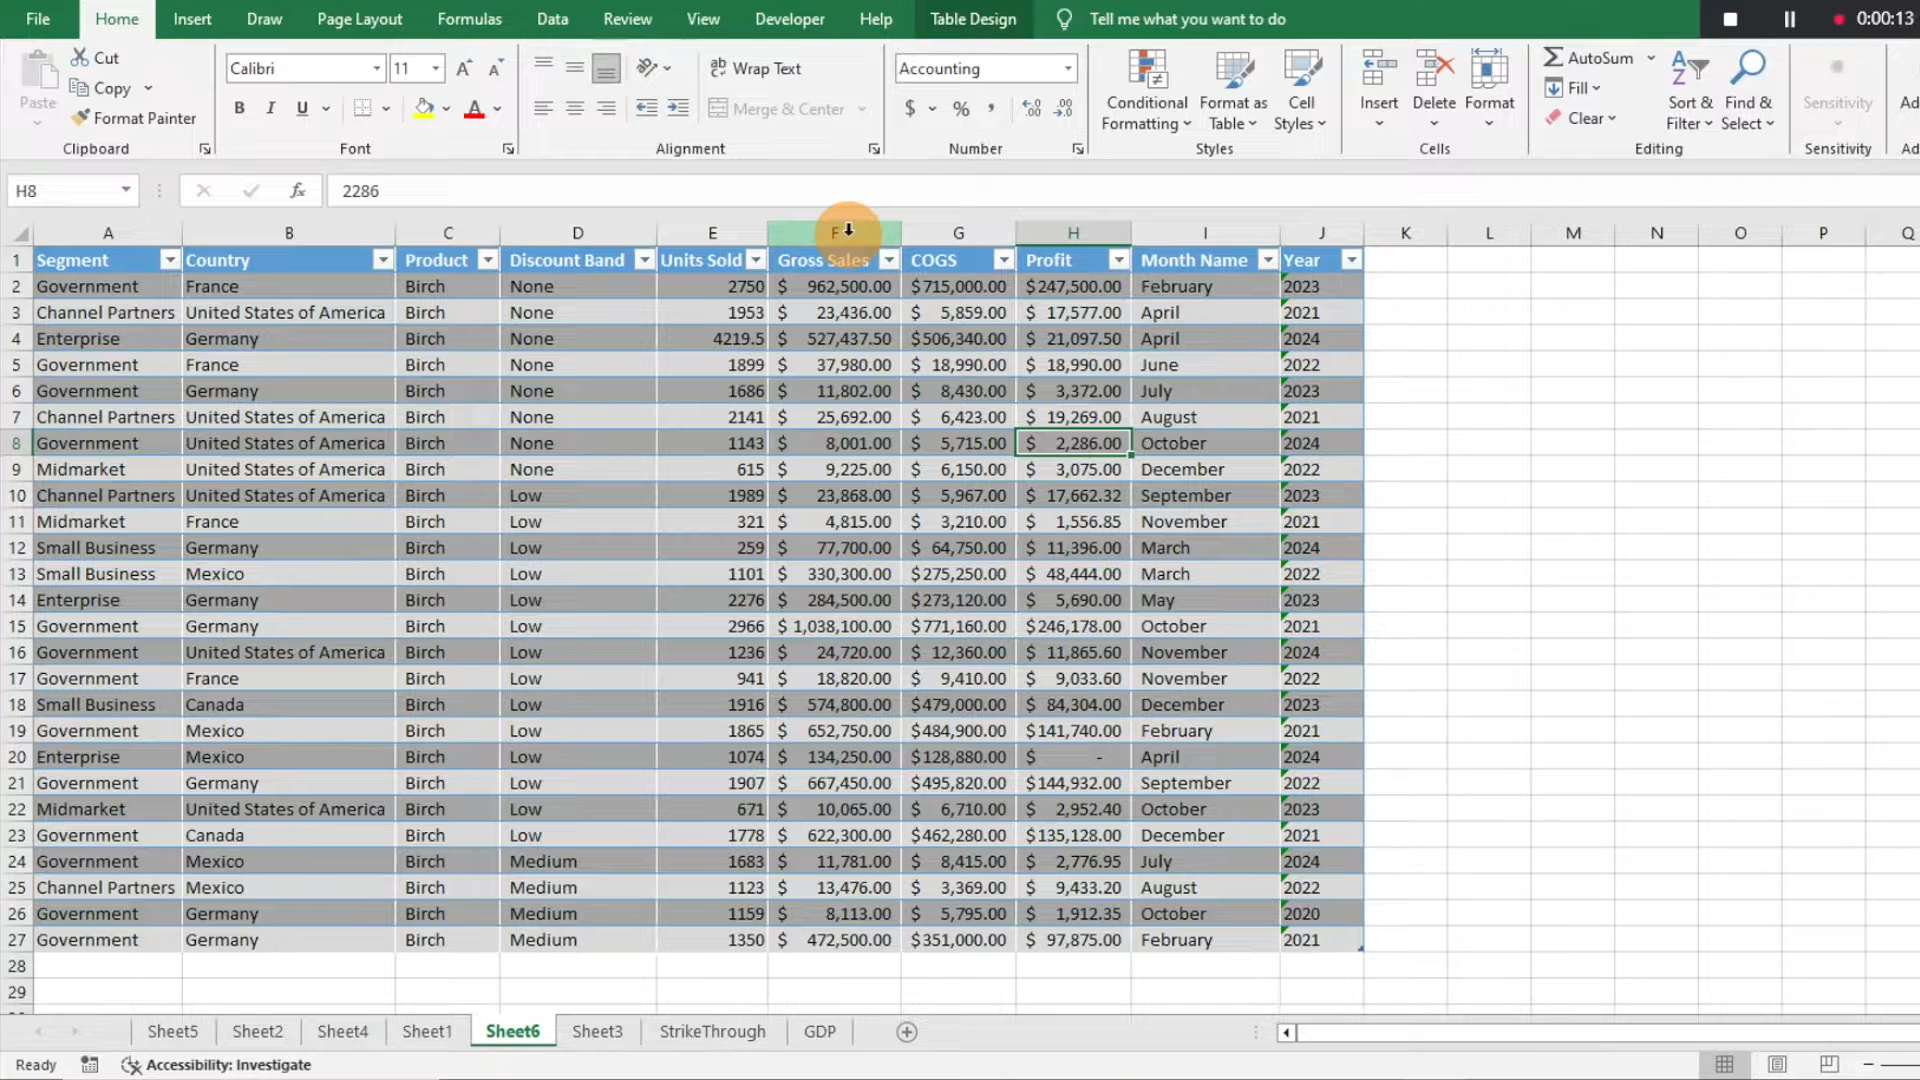 File Home Insert Draw Page Layout Formulas Data Review View Developer Help Table Design Tell me what you want to do 0:00:13
Cut Calibri 11 Wrap Text Accounting AutoSum
Paste Copy Merge & Center $ % Conditional Formatting Format as Table Cell Styles Insert Delete Format Fill Sort & Filter Find & Select Sensitivity Ad
Format Painter B I U A Clear
Clipboard Font Alignment Number Styles Cells Editing Sensitivity Ad
H8 fx 2286
A B C D E F G H I J K L M N O P Q
1 Segment Country Product Discount Band Units Sold Gross Sales COGS Profit Month Name Year
2 Government France Birch None 2750 $ 962,500.00 $715,000.00 $247,500.00 February 2023
3 Channel Partners United States of America Birch None 1953 $ 23,436.00 $ 5,859.00 $ 17,577.00 April 2021
4 Enterprise Germany Birch None 4219.5 $ 527,437.50 $506,340.00 $ 21,097.50 April 2024
5 Government France Birch None 1899 $ 37,980.00 $ 18,990.00 $ 18,990.00 June 2022
6 Government Germany Birch None 1686 $ 11,802.00 $ 8,430.00 $ 3,372.00 July 2023
7 Channel Partners United States of America Birch None 2141 $ 25,692.00 $ 6,423.00 $ 19,269.00 August 2021
8 Government United States of America Birch None 1143 $ 8,001.00 $ 5,715.00 $ 2,286.00 October 2024
9 Midmarket United States of America Birch None 615 $ 9,225.00 $ 6,150.00 $ 3,075.00 December 2022
10 Channel Partners United States of America Birch Low 1989 $ 23,868.00 $ 5,967.00 $ 17,662.32 September 2023
11 Midmarket France Birch Low 321 $ 4,815.00 $ 3,210.00 $ 1,556.85 November 2021
12 Small Business Germany Birch Low 259 $ 77,700.00 $ 64,750.00 $ 11,396.00 March 2024
13 Small Business Mexico Birch Low 1101 $ 330,300.00 $275,250.00 $ 48,444.00 March 2022
14 Enterprise Germany Birch Low 2276 $ 284,500.00 $273,120.00 $ 5,690.00 May 2023
15 Government Germany Birch Low 2966 $ 1,038,100.00 $771,160.00 $246,178.00 October 2021
16 Government United States of America Birch Low 1236 $ 24,720.00 $ 12,360.00 $ 11,865.60 November 2024
17 Government France Birch Low 941 $ 18,820.00 $ 9,410.00 $ 9,033.60 November 2022
18 Small Business Canada Birch Low 1916 $ 574,800.00 $479,000.00 $ 84,304.00 December 2023
19 Government Mexico Birch Low 1865 $ 652,750.00 $484,900.00 $141,740.00 February 2021
20 Enterprise Mexico Birch Low 1074 $ 134,250.00 $128,880.00 $ - April 2024
21 Government Germany Birch Low 1907 $ 667,450.00 $495,820.00 $144,932.00 September 2022
22 Midmarket United States of America Birch Low 671 $ 10,065.00 $ 6,710.00 $ 2,952.40 October 2023
23 Government Canada Birch Low 1778 $ 622,300.00 $462,280.00 $135,128.00 December 2021
24 Government Mexico Birch Medium 1683 $ 11,781.00 $ 8,415.00 $ 2,776.95 July 2024
25 Channel Partners Mexico Birch Medium 1123 $ 13,476.00 $ 3,369.00 $ 9,433.20 August 2022
26 Government Germany Birch Medium 1159 $ 8,113.00 $ 5,795.00 $ 1,912.35 October 2020
27 Government Germany Birch Medium 1350 $ 472,500.00 $351,000.00 $ 97,875.00 February 2021
28
29
Sheet5 Sheet2 Sheet4 Sheet1 Sheet6 Sheet3 StrikeThrough GDP
Ready Accessibility: Investigate